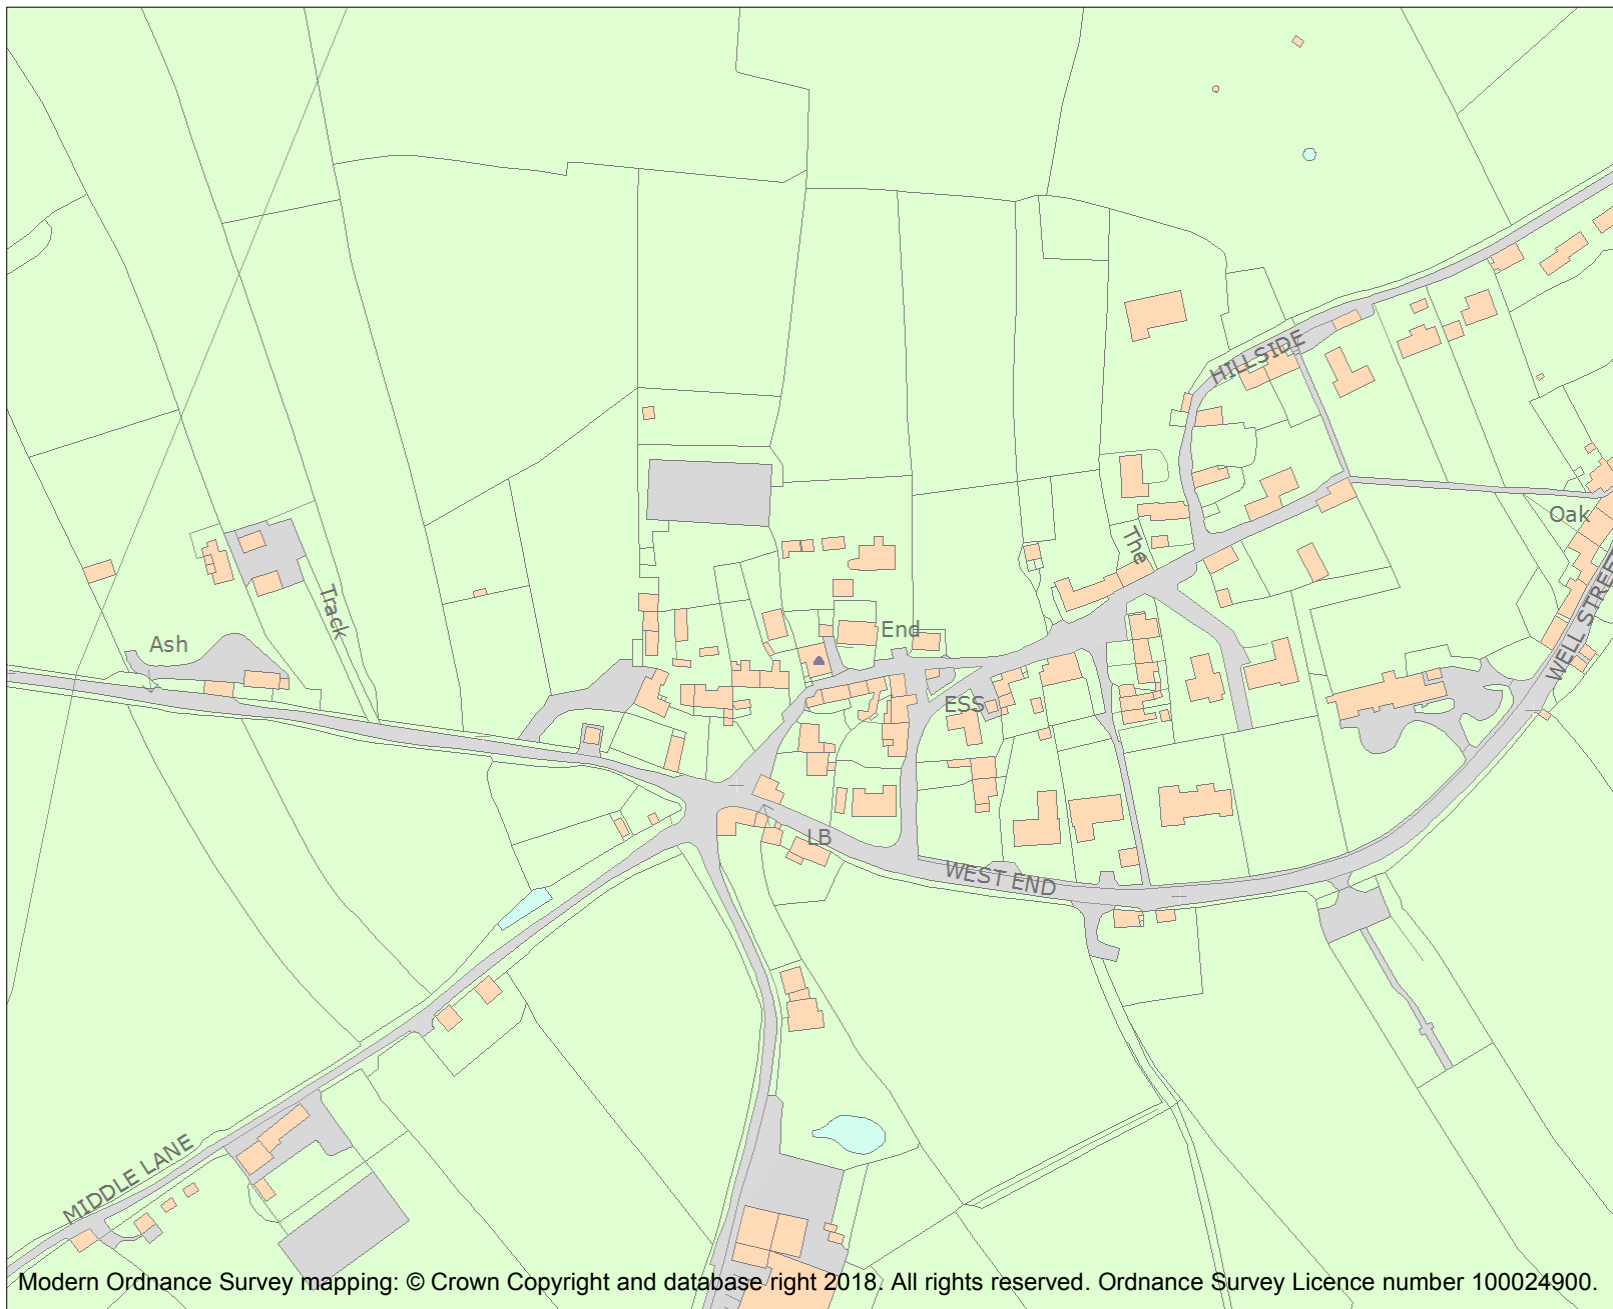 HILLSIDE
Oak
The
WELL STREET
Track
Ash
End
ESS
LB
WEST END
MIDDLE LANE
Modern Ordnance Survey mapping: © Crown Copyright and database right 2018. All rights reserved. Ordnance Survey Licence number 100024900.